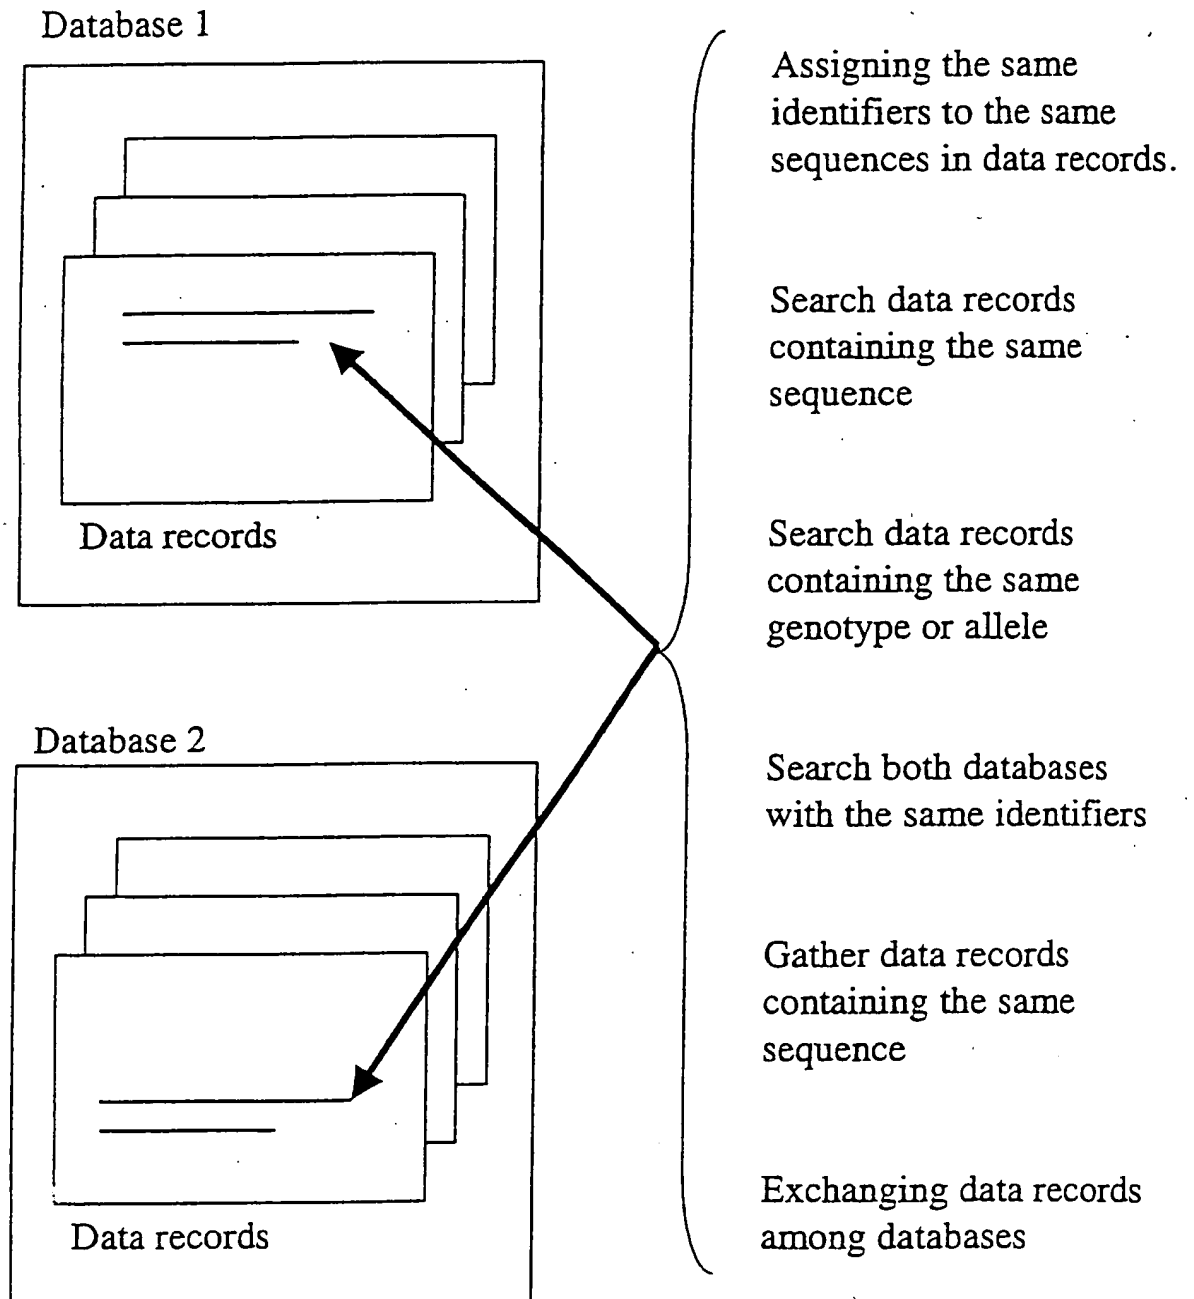 Database 1
Data records
Database 2
Data records
Assigning the same
identifiers to the same
sequences in data records.
Search data records
containing the same
sequence
Search data records
containing the same
genotype or allele
Search both databases
with the same identifiers
Gather data records
containing the same
sequence
Exchanging data records
among databases